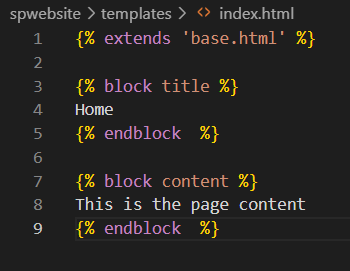 spwebsite > templates > <> index.html
1 {% extends 'base.html' %}
2
3 {% block title %}
4 Home
5 {% endblock  %}
6
7 {% block content %}
8 This is the page content
9 {% endblock  %}